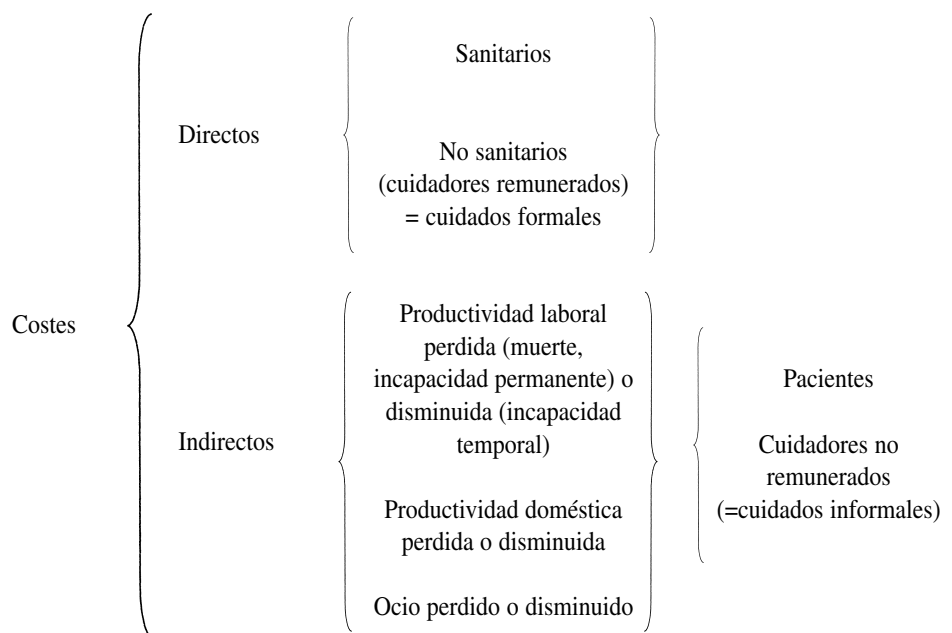 Costes
Directos
Sanitarios
No sanitarios
(cuidadores remunerados)
= cuidados formales
Indirectos
Productividad laboral
perdida (muerte,
incapacidad permanente) o
disminuida (incapacidad
temporal)
Productividad doméstica
perdida o disminuida
Ocio perdido o disminuido
Pacientes
Cuidadores no
remunerados
(=cuidados informales)